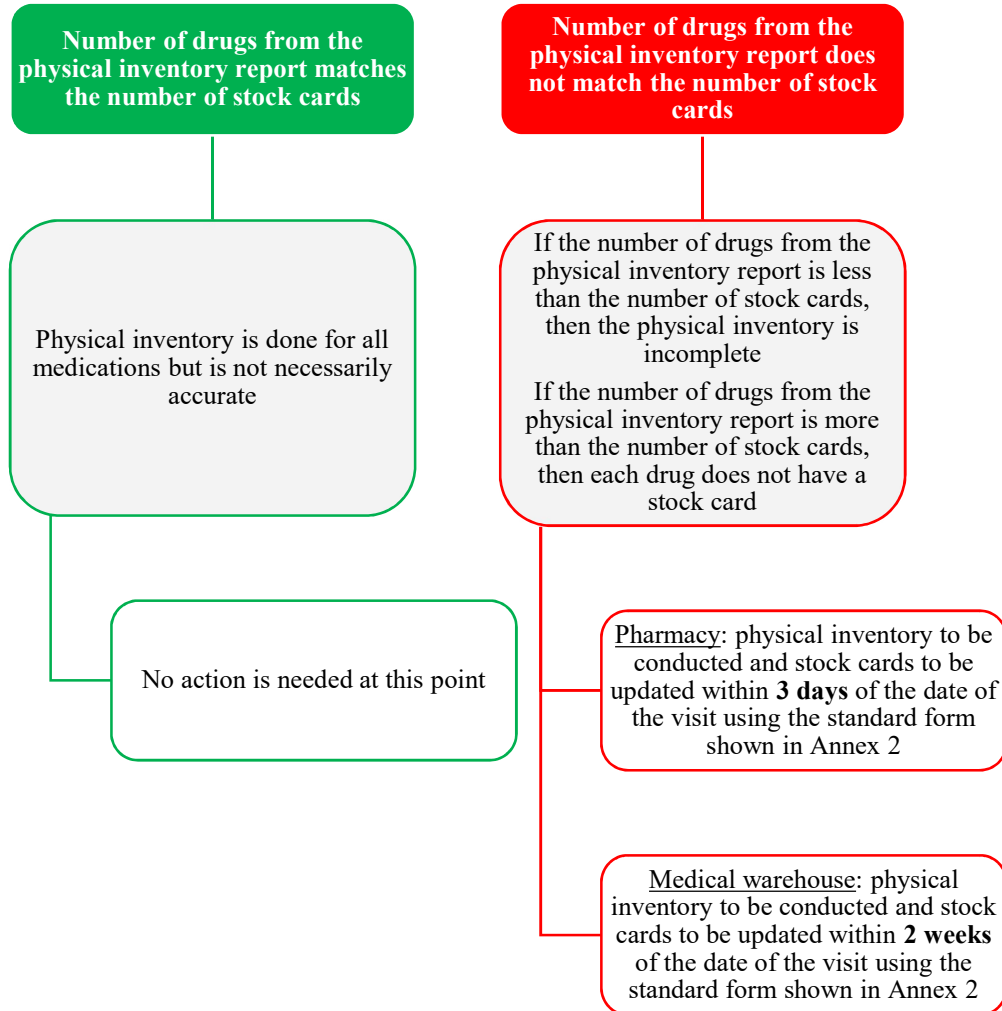 Number of drugs from the
physical inventory report matches
the number of stock cards
Physical inventory is done for all
medications but is not necessarily
accurate
No action is needed at this point
Number of drugs from the
physical inventory report does
not match the number of stock
cards
If the number of drugs from the
physical inventory report is less
than the number of stock cards,
then the physical inventory is
incomplete
If the number of drugs from the
physical inventory report is more
than the number of stock cards,
then each drug does not have a
stock card
Pharmacy: physical inventory to be
conducted and stock cards to be
updated within 3 days of the date of
the visit using the standard form
shown in Annex 2
Medical warehouse: physical
inventory to be conducted and stock
cards to be updated within 2 weeks
of the date of the visit using the
standard form shown in Annex 2